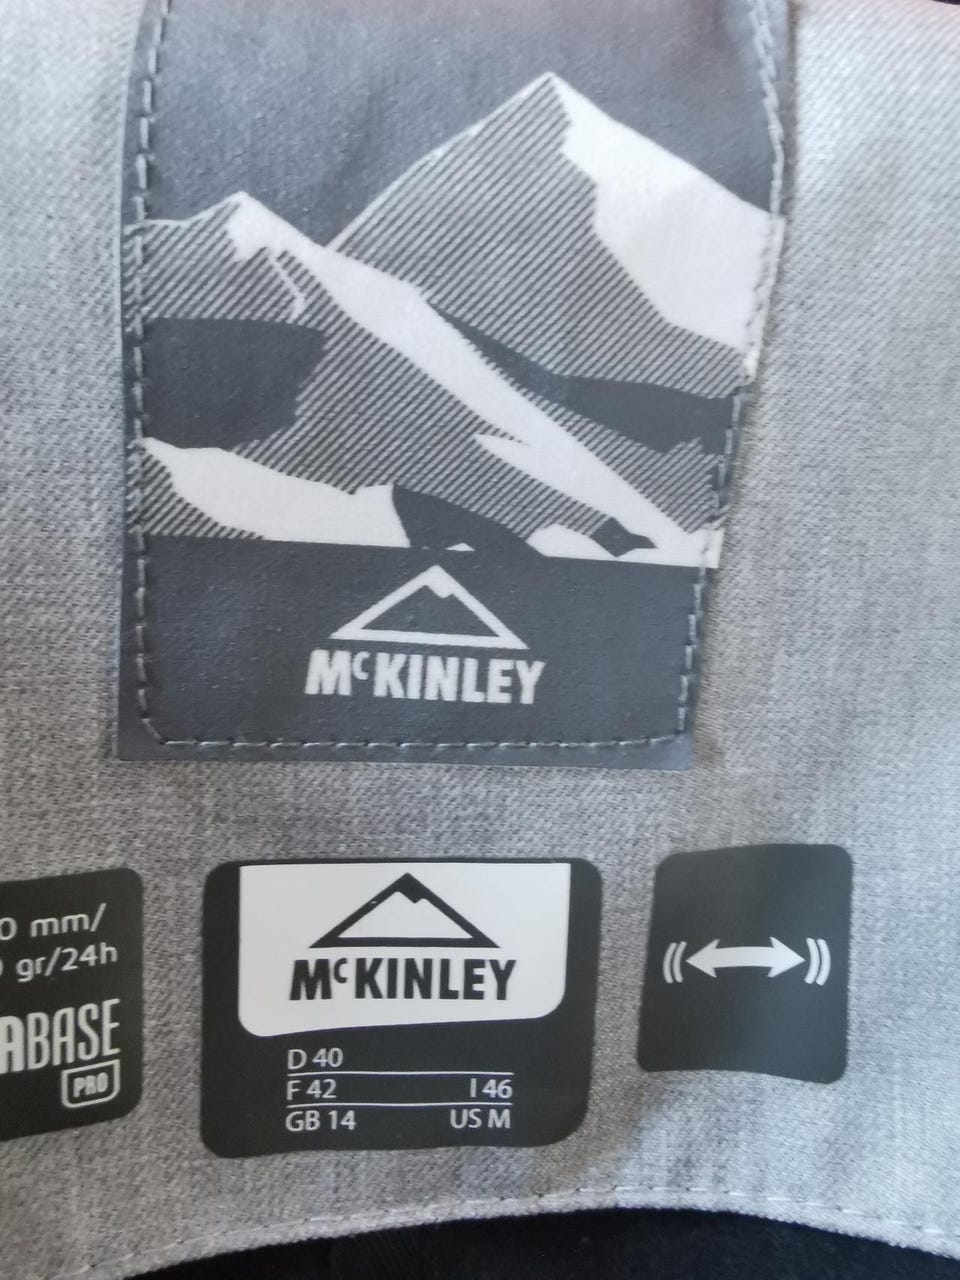 McKINLEY
mm/
gr/24h
ABASE
PRO
McKINLEY
D 40
F 42 I 46
GB 14 US M